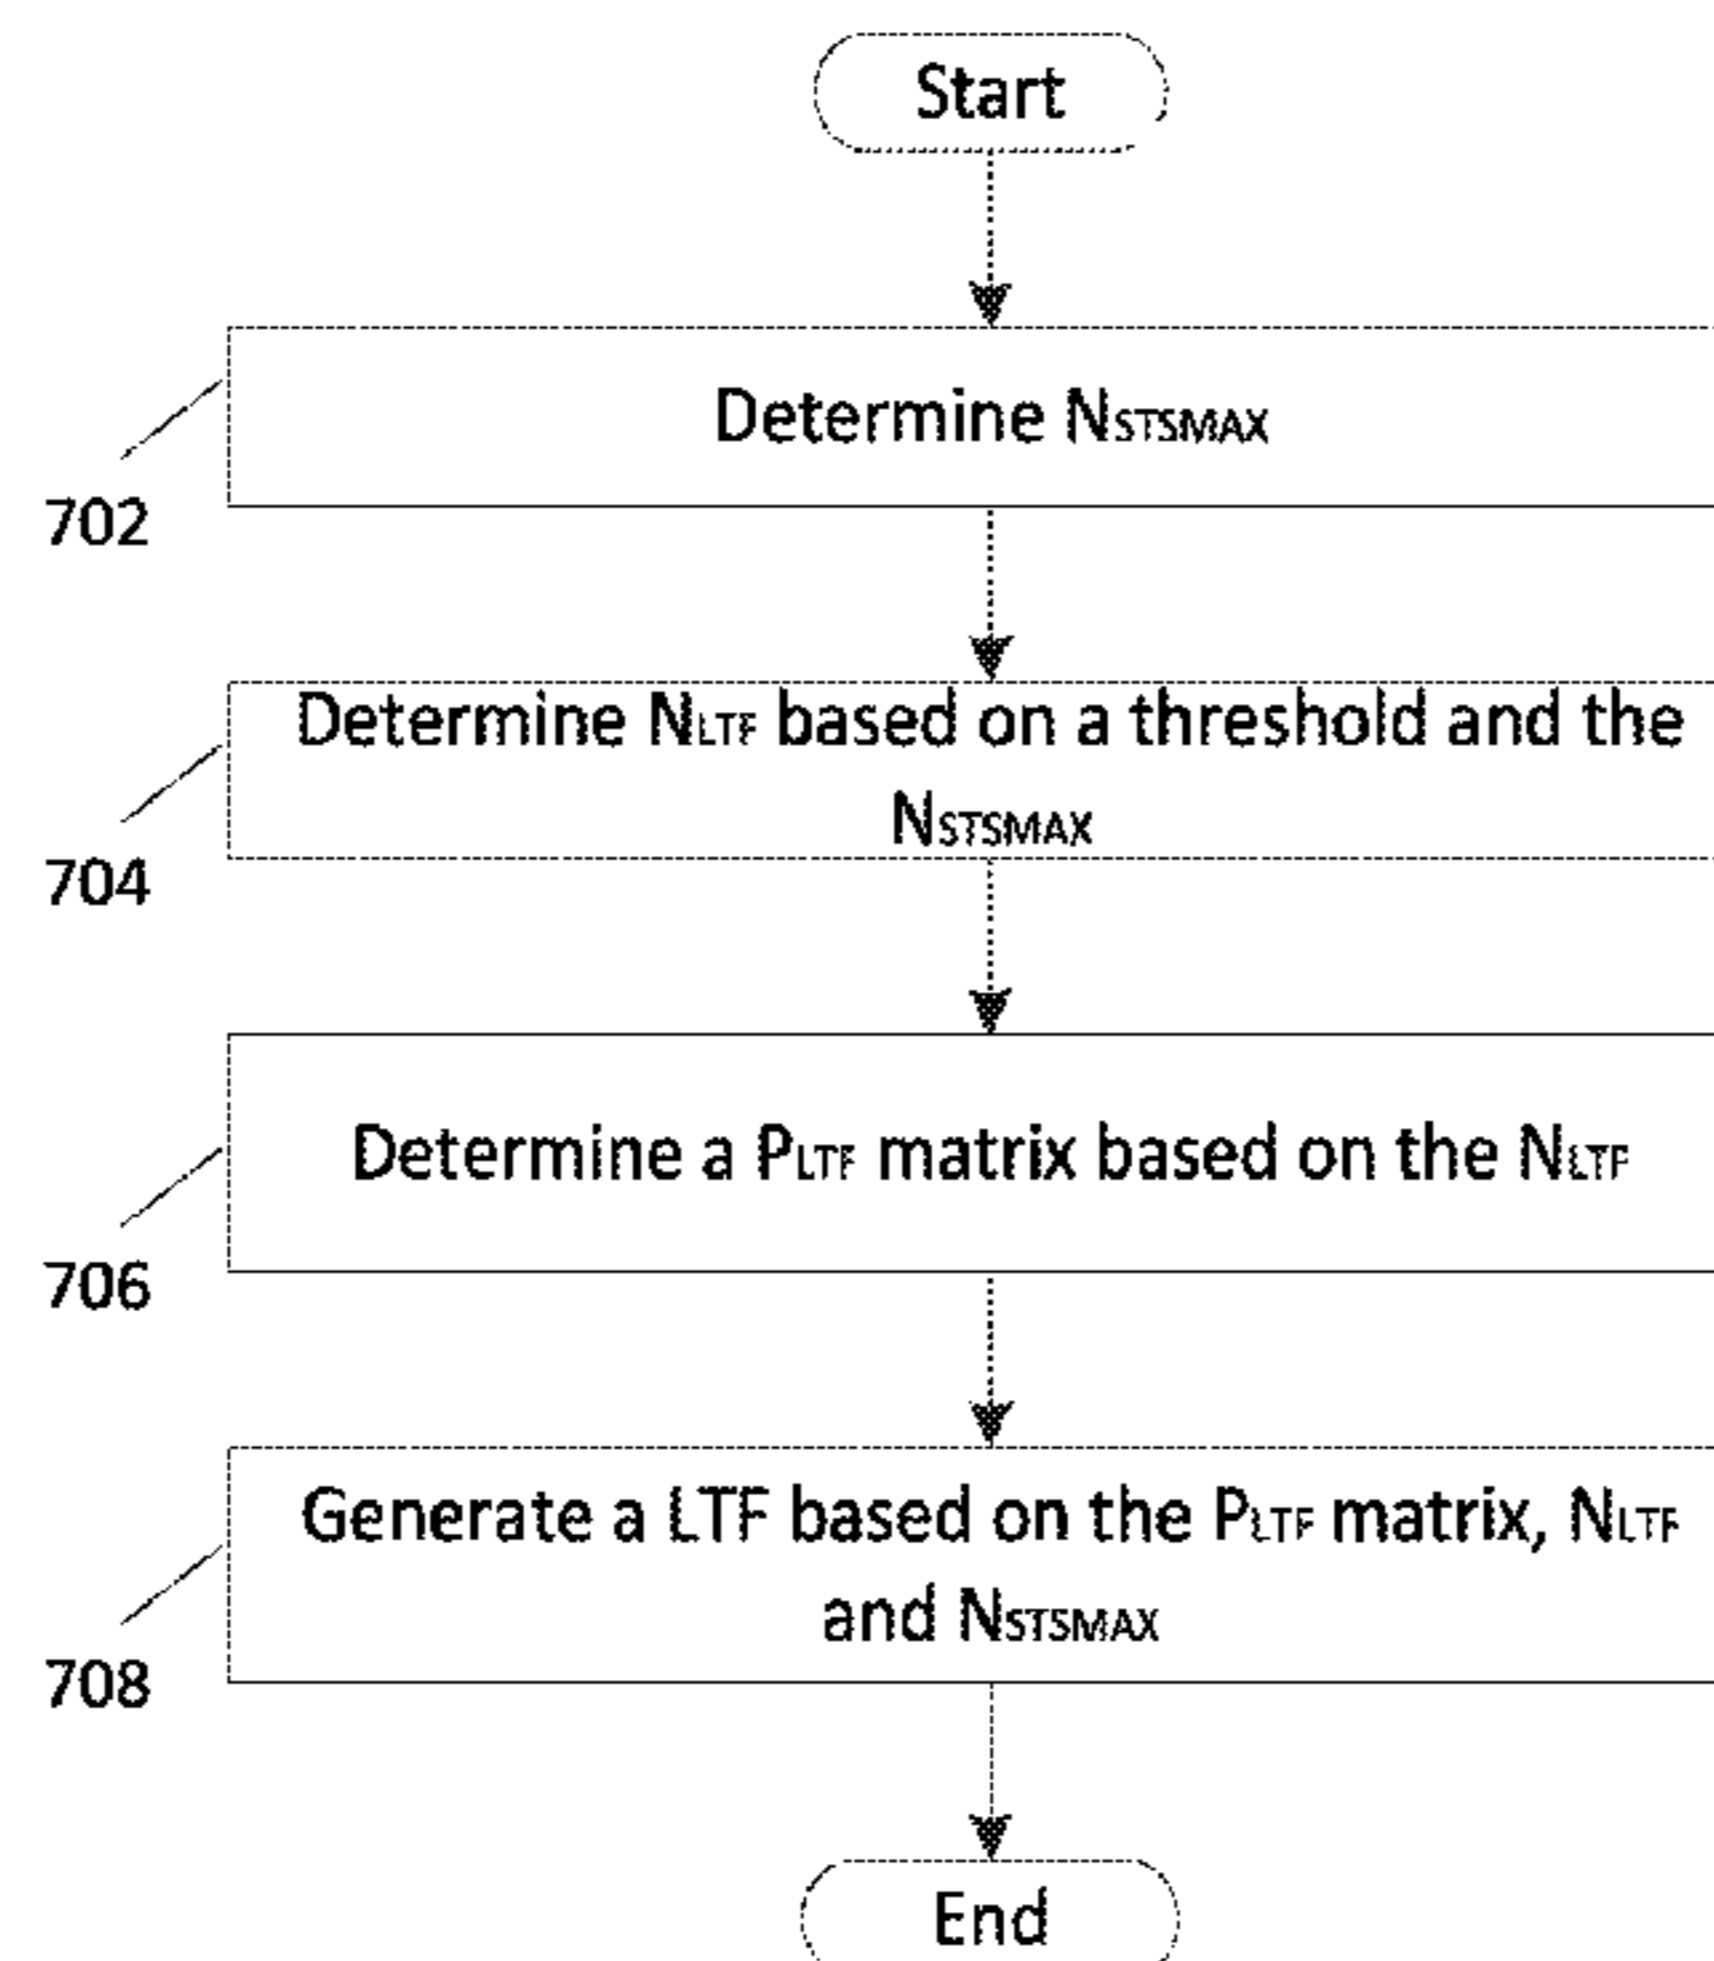 Start
Determine NSTSMAX
702
Determine NLTF based on a threshold and the
NSTSMAX
704
Determine a PLTF matrix based on the NLTF
706
Generate a LTF based on the PLTF matrix, NLTF
and NSTSMAX
708
End